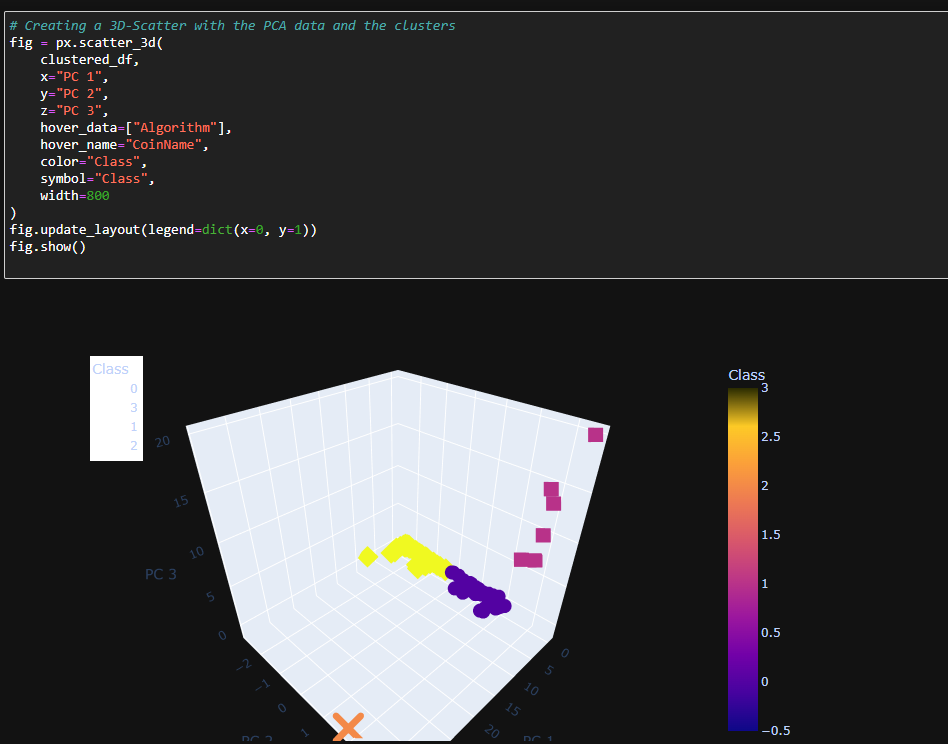 # Creating a 3D-Scatter with the PCA data and the clusters
fig = px.scatter_3d(
    clustered_df,
    x="PC 1",
    y="PC 2",
    z="PC 3",
    hover_data=["Algorithm"],
    hover_name="CoinName",
    color="Class",
    symbol="Class",
    width=800
)
fig.update_layout(legend=dict(x=0, y=1))
fig.show()
Class
0
3
1
2
20
15
10
5
0
PC 3
−2
−1
0
1
PC 2
0
5
10
15
20
PC 1
Class
3
2.5
2
1.5
1
0.5
0
−0.5